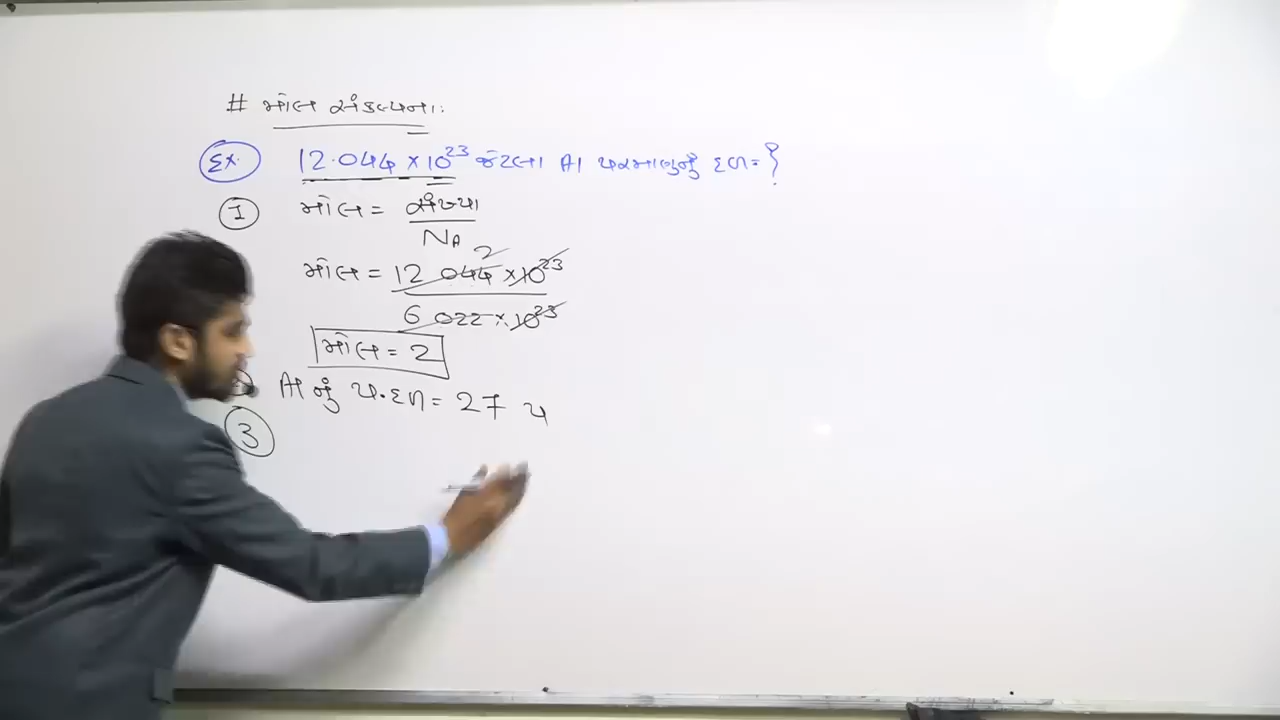 # મોલ સંકલ્પના:
Ex. 12.044 × 10²³ જેટલા Al પરમાણુનું દળ = ?
1 મોલ = સંખ્યા / NA
મોલ = 12 044 × 10²³ / 6 022 × 10²³ 2
મોલ = 2
Al નું પ.દળ = 27 u
3